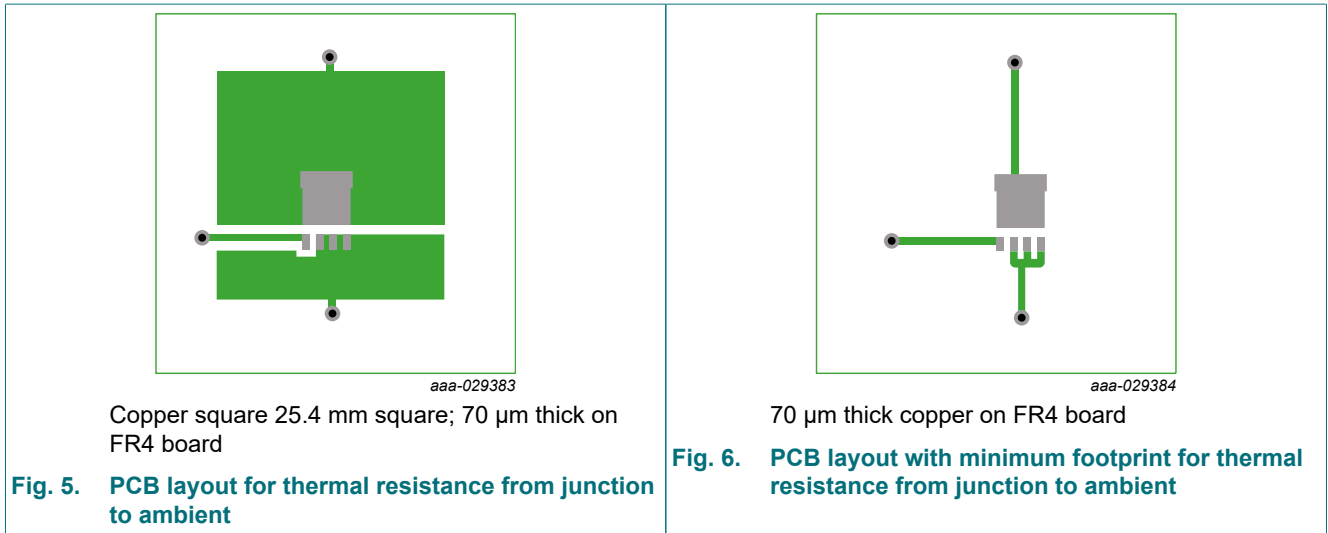 aaa-029383
Copper square 25.4 mm square; 70 µm thick on
FR4 board
Fig. 5. PCB layout for thermal resistance from junction
to ambient
aaa-029384
70 µm thick copper on FR4 board
Fig. 6. PCB layout with minimum footprint for thermal
resistance from junction to ambient